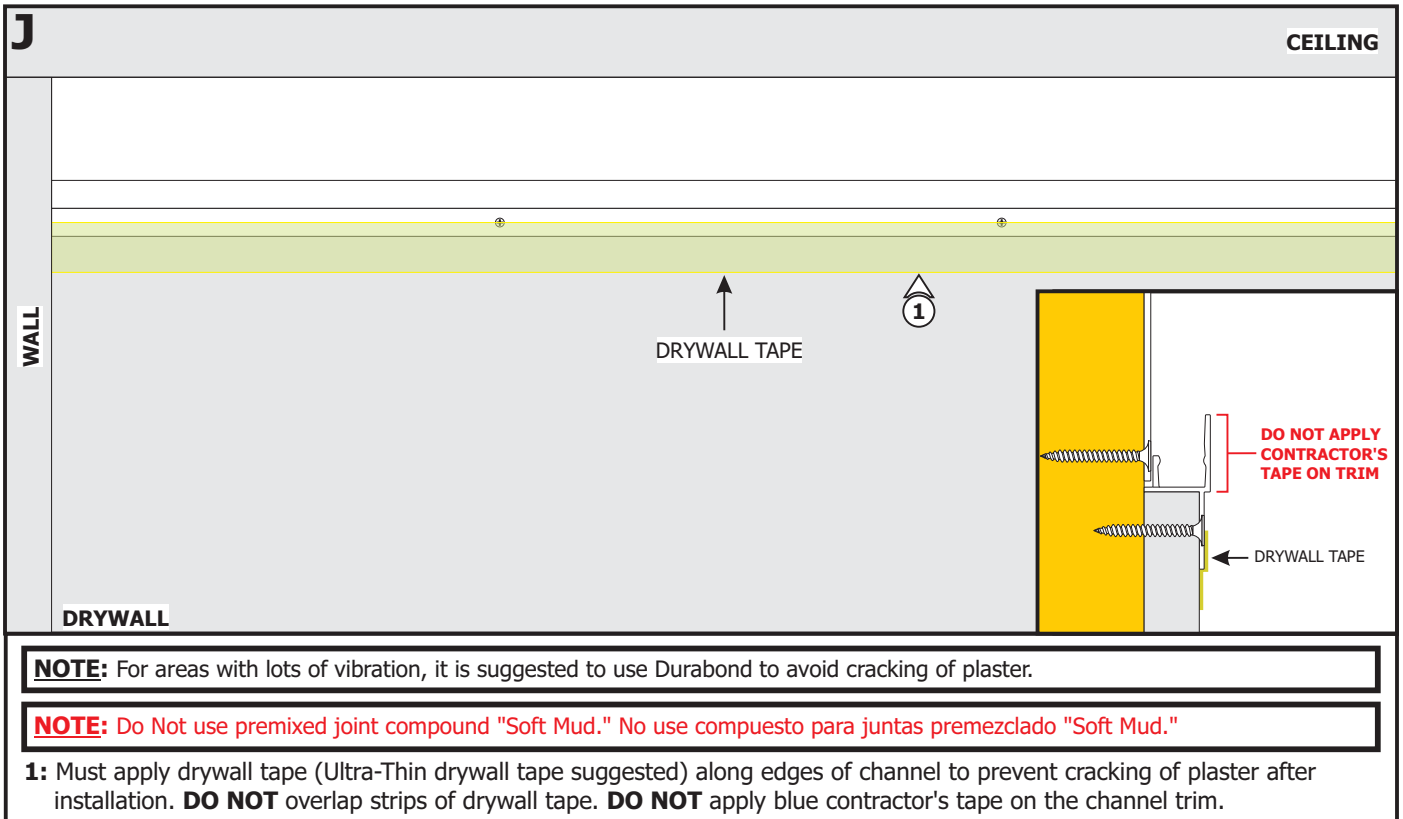 J
CEILING
WALL
1
DRYWALL TAPE
DO NOT APPLY
CONTRACTOR'S
TAPE ON TRIM
DRYWALL TAPE
DRYWALL
NOTE: For areas with lots of vibration, it is suggested to use Durabond to avoid cracking of plaster.
NOTE: Do Not use premixed joint compound "Soft Mud." No use compuesto para juntas premezclado "Soft Mud."
1: Must apply drywall tape (Ultra-Thin drywall tape suggested) along edges of channel to prevent cracking of plaster after
installation. DO NOT overlap strips of drywall tape. DO NOT apply blue contractor's tape on the channel trim.